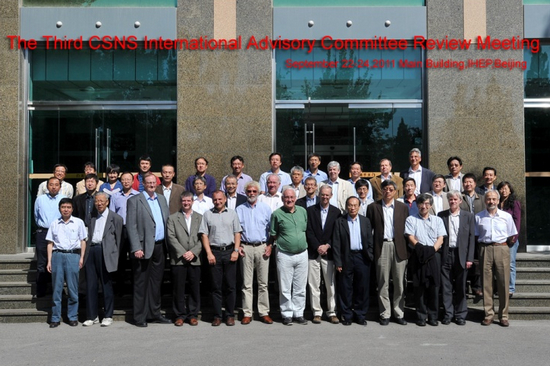 The Third CSNS International Advisory Committee Review Meeting
September 22-24,2011 Main Building,IHEP,Beijing